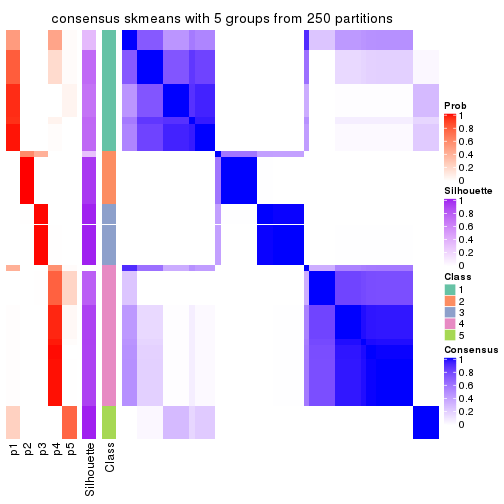 consensus skmeans with 5 groups from 250 partitions
Prob
1
0.8
0.6
0.4
0.2
0
Silhouette
1
0.8
0.6
0.4
0.2
0
Class
1
2
3
4
5
Consensus
1
0.8
0.6
0.4
0.2
0
p1
p2
p3
p4
p5
Silhouette
Class